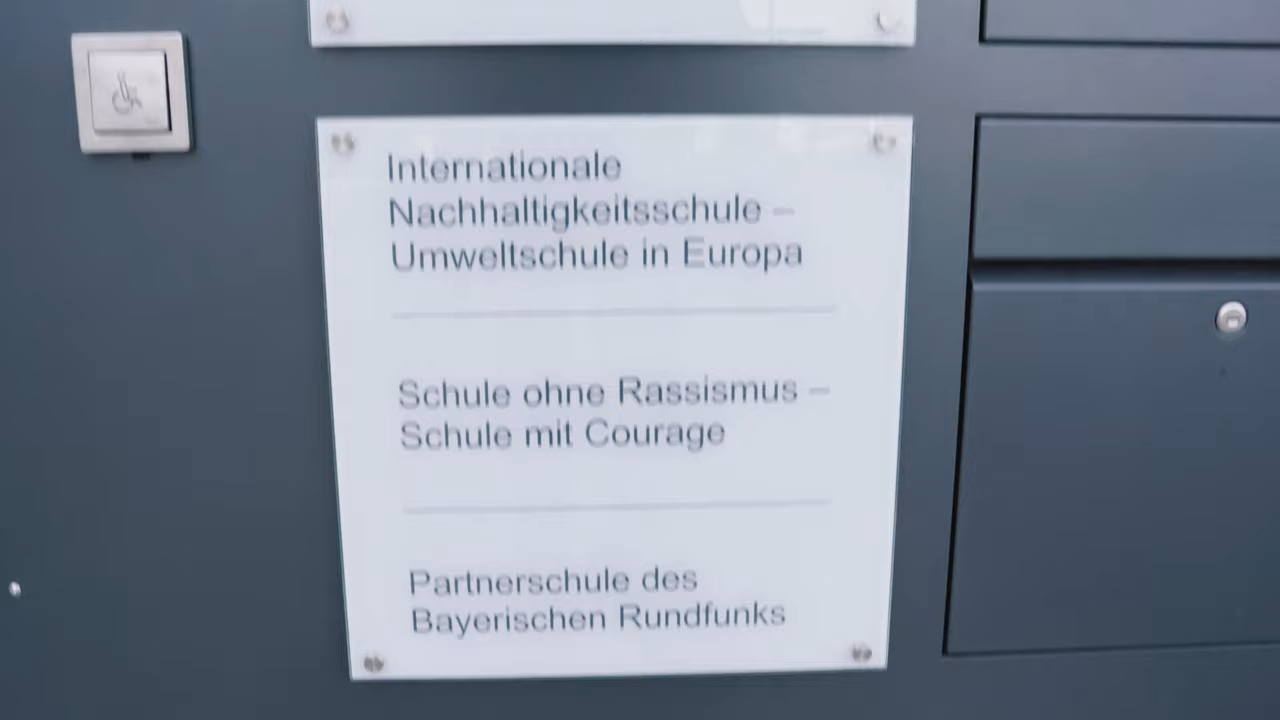 Internationale
Nachhaltigkeitsschule –
Umweltschule in Europa
Schule ohne Rassismus –
Schule mit Courage
Partnerschule des
Bayerischen Rundfunks